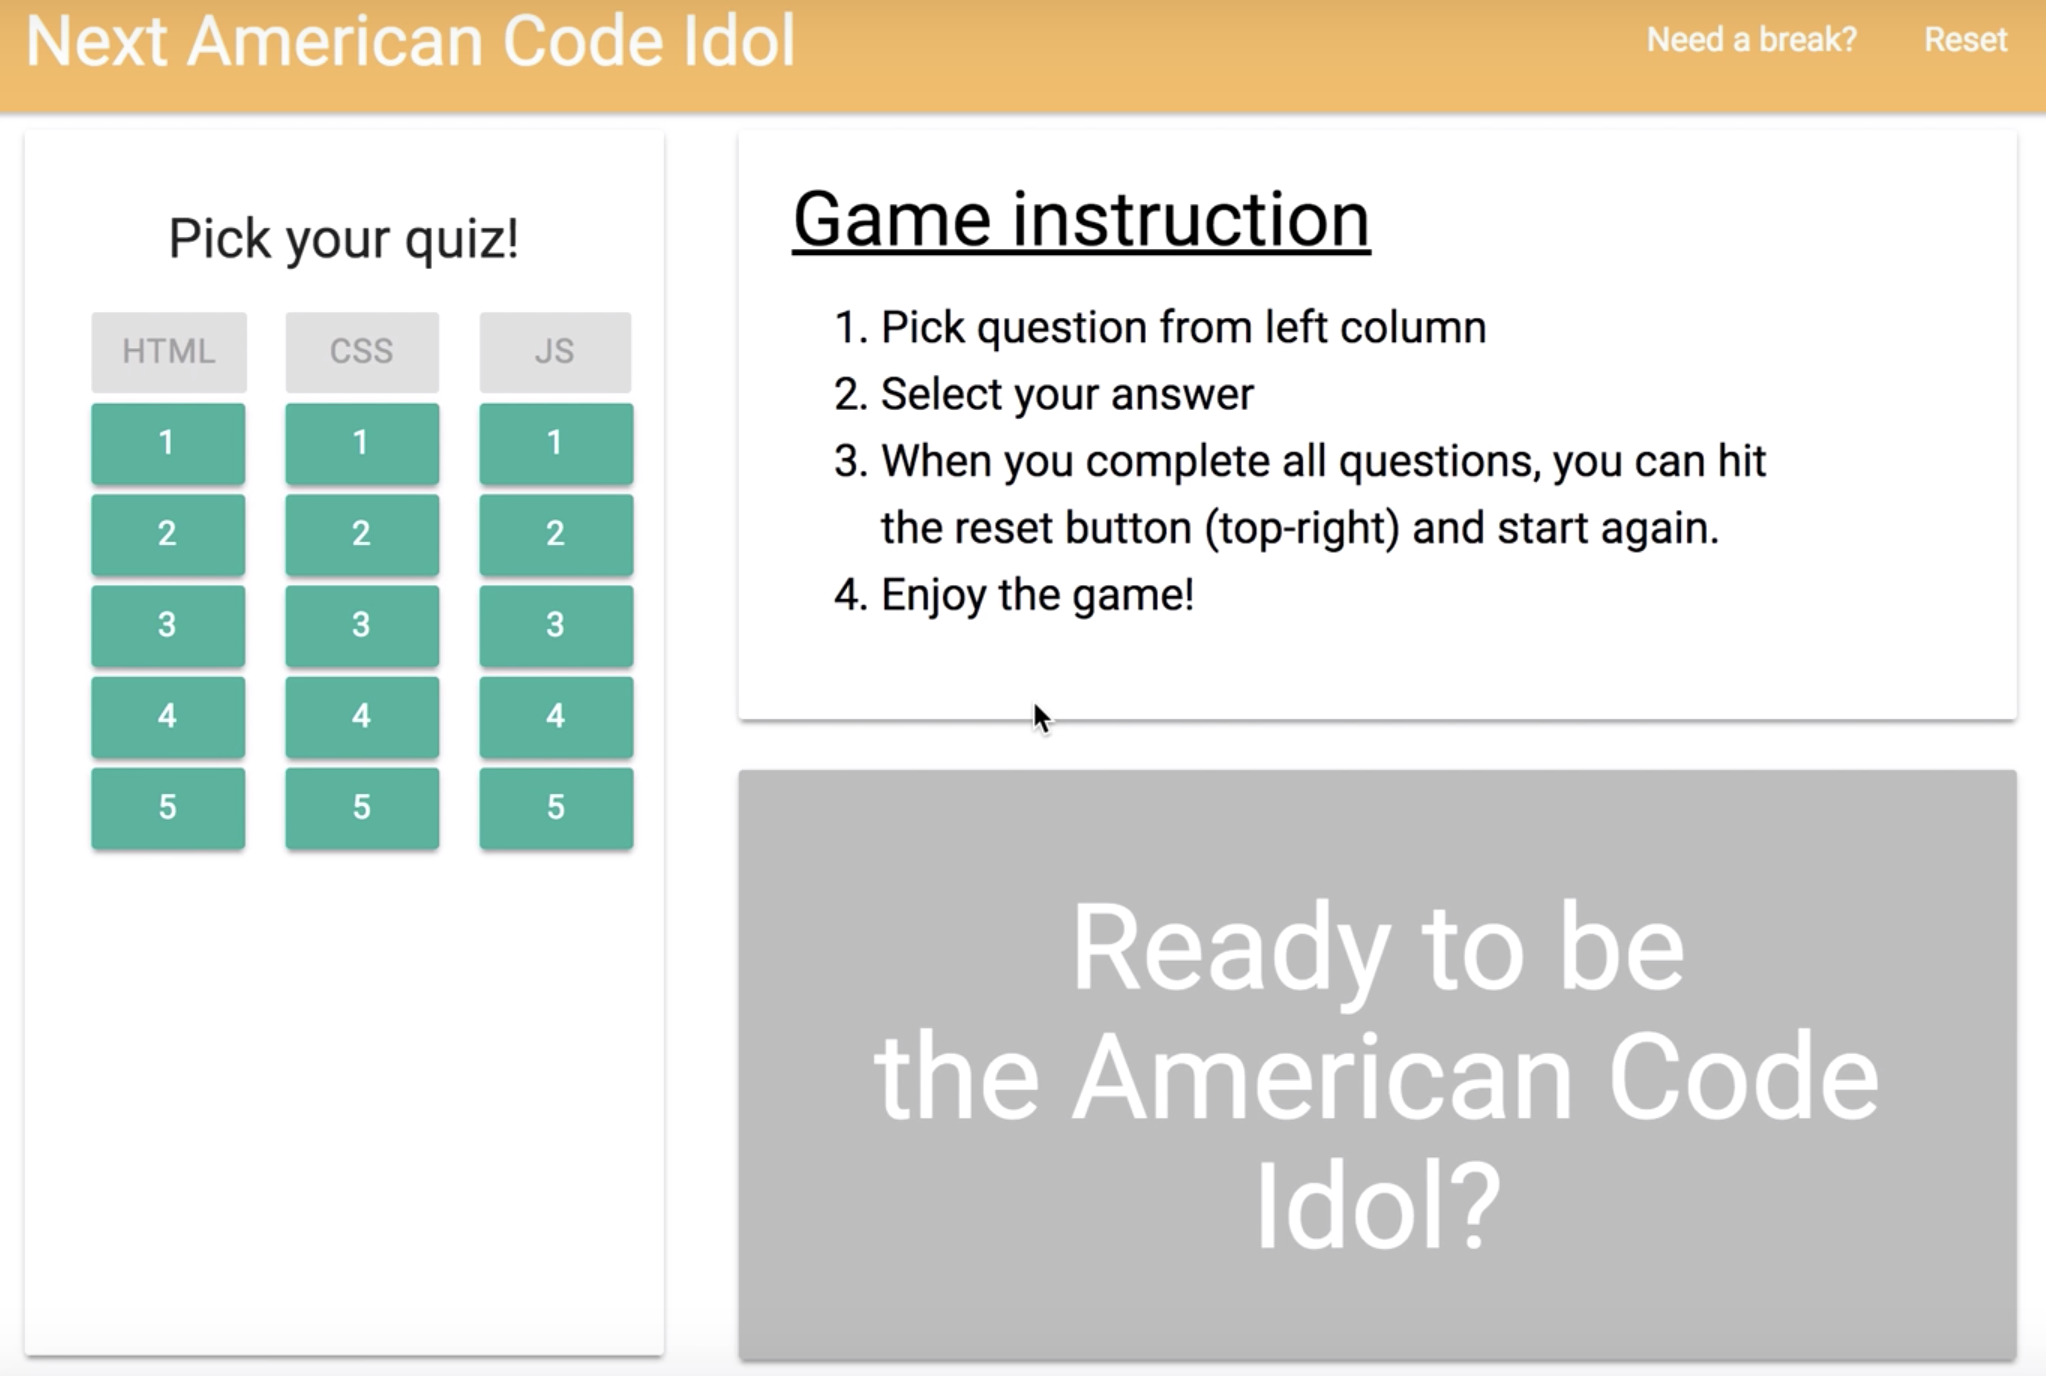 Next American Code Idol
Need a break?
Reset
Pick your quiz!
HTML CSS JS
1 1 1
2 2 2
3 3 3
4 4 4
5 5 5
Game instruction
1. Pick question from left column
2. Select your answer
3. When you complete all questions, you can hit
the reset button (top-right) and start again.
4. Enjoy the game!
Ready to be
the American Code
Idol?